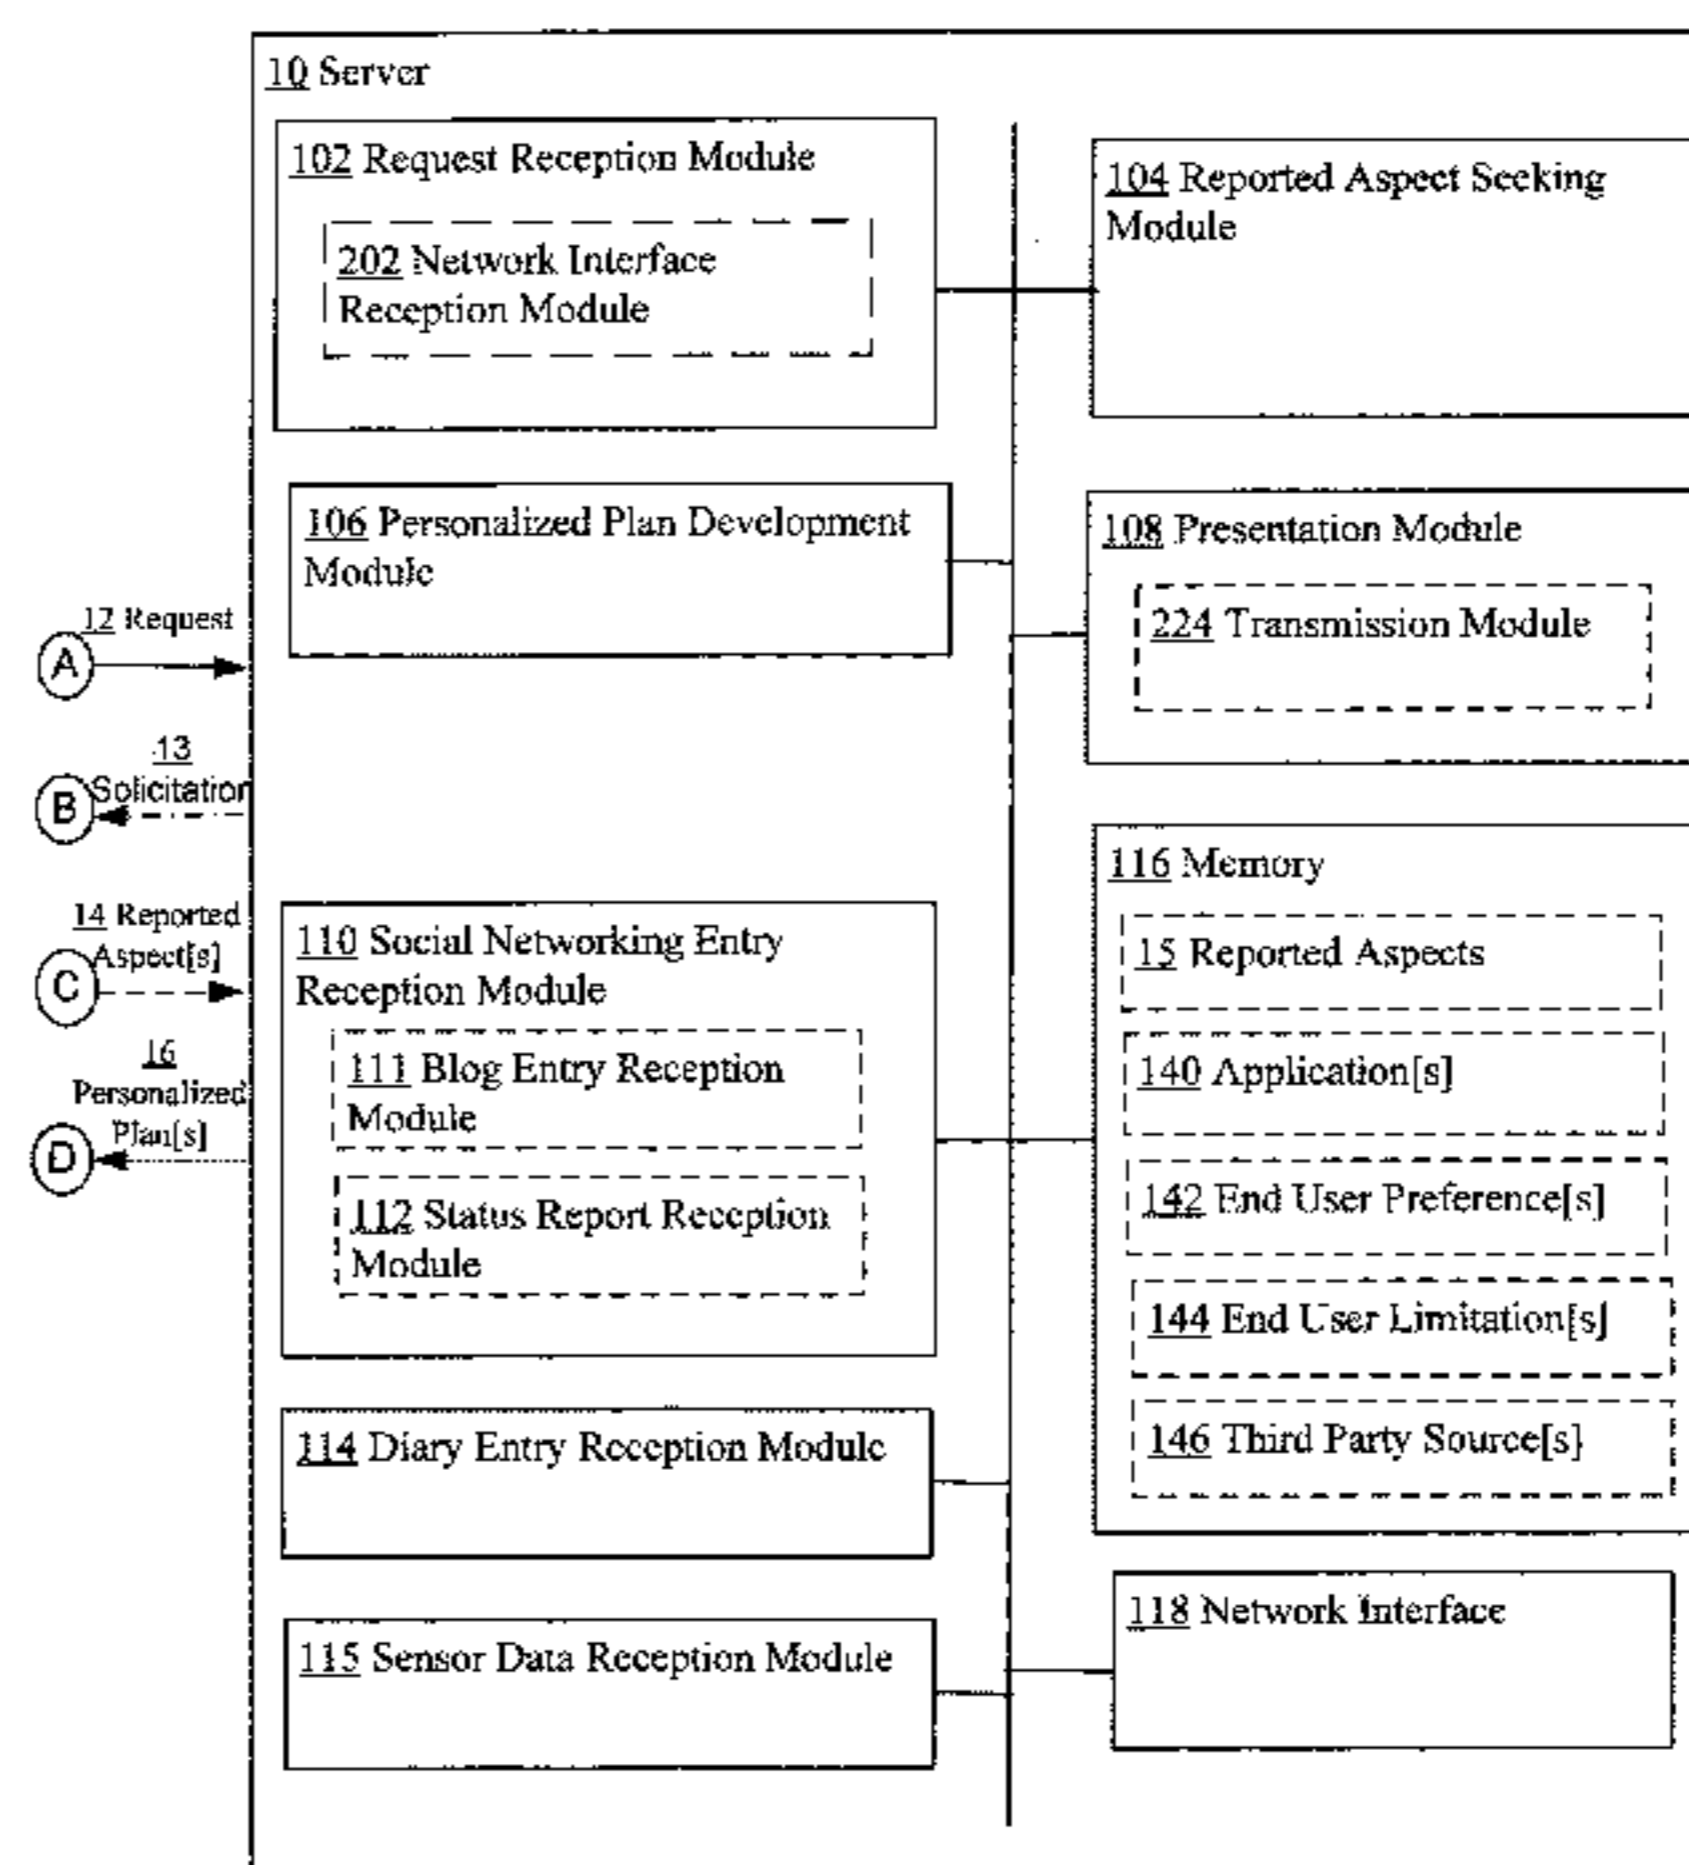 10 Server
102 Request Reception Module
202 Network Interface
Reception Module
104 Reported Aspect Seeking
Module
106 Personalized Plan Development
Module
108 Presentation Module
224 Transmission Module
12 Request
A
13
Solicitation
B
14 Reported
Aspect[s]
C
16
Personalized
Plan[s]
D
110 Social Networking Entry
Reception Module
111 Blog Entry Reception
Module
112 Status Report Reception
Module
114 Diary Entry Reception Module
115 Sensor Data Reception Module
116 Memory
15 Reported Aspects
140 Application[s]
142 End User Preference[s]
144 End User Limitation[s]
146 Third Party Source[s]
118 Network Interface